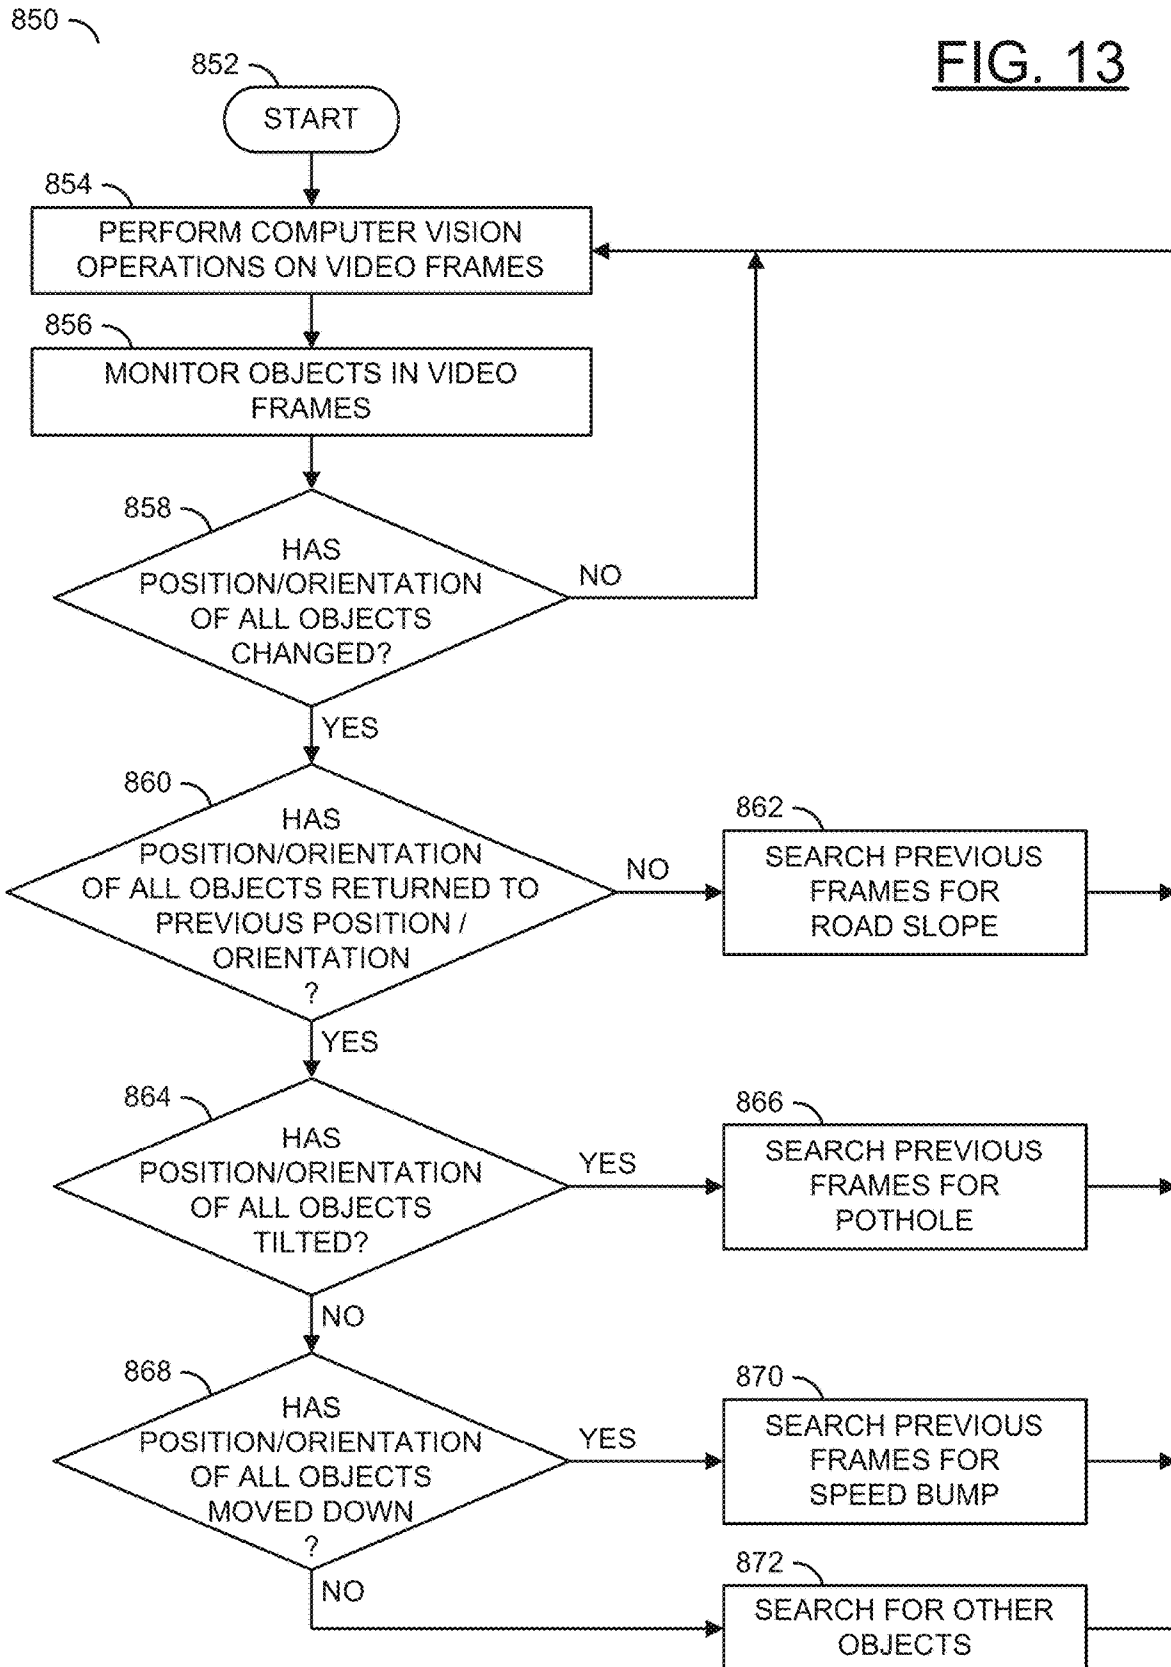 850
FIG. 13
852
START
854
PERFORM COMPUTER VISION
OPERATIONS ON VIDEO FRAMES
856
MONITOR OBJECTS IN VIDEO
FRAMES
858
HAS
POSITION/ORIENTATION
OF ALL OBJECTS
CHANGED?
NO
YES
860
HAS
POSITION/ORIENTATION
OF ALL OBJECTS RETURNED TO
PREVIOUS POSITION /
ORIENTATION
?
NO
862
SEARCH PREVIOUS
FRAMES FOR
ROAD SLOPE
YES
864
HAS
POSITION/ORIENTATION
OF ALL OBJECTS
TILTED?
YES
866
SEARCH PREVIOUS
FRAMES FOR
POTHOLE
NO
868
HAS
POSITION/ORIENTATION
OF ALL OBJECTS
MOVED DOWN
?
YES
870
SEARCH PREVIOUS
FRAMES FOR
SPEED BUMP
NO
872
SEARCH FOR OTHER
OBJECTS